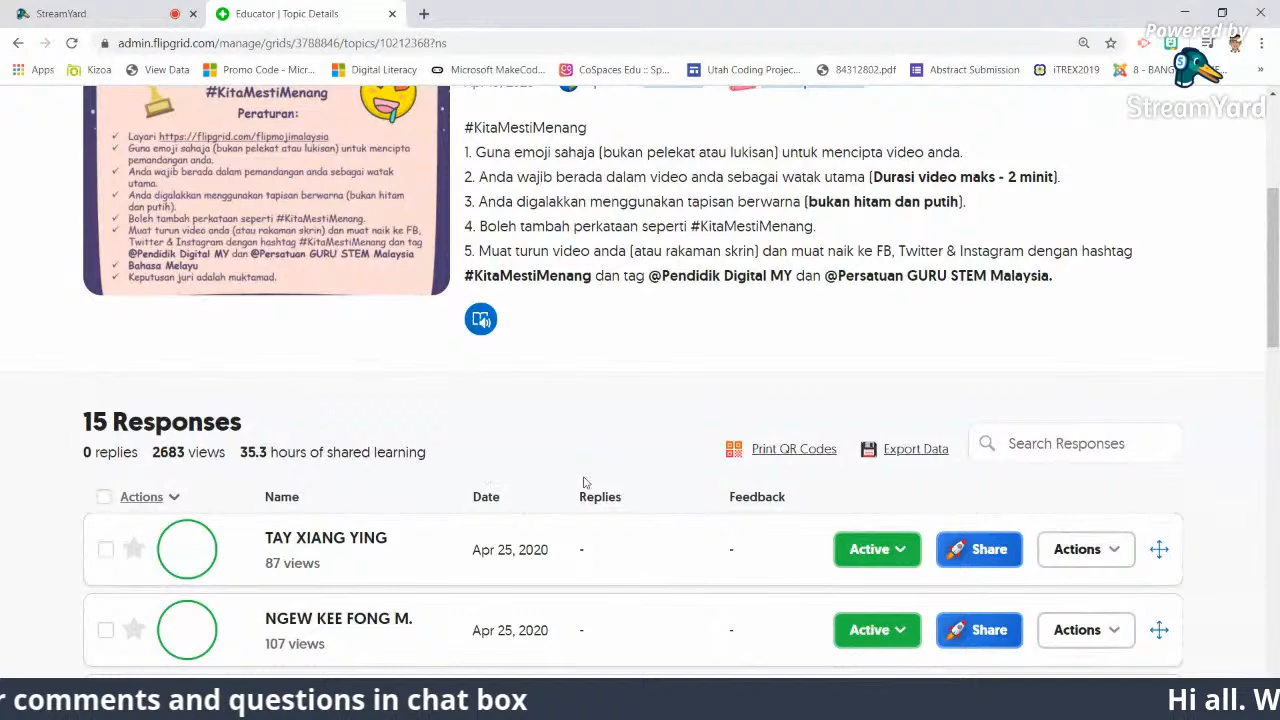 StreamYard
Educator | Topic Details
Powered by
admin.flipgrid.com/manage/grids/3788846/topics/10212368?ns
Apps
Kizoa
View Data
Promo Code - Micr...
Digital Literacy
Microsoft MakeCod...
CoSpaces Edu :: Sp...
Utah Coding Projec...
84312802.pdf
Abstract Submission
iTREX2019
StreamYard
#KitaMestiMenang
Peraturan:
✓ Layari https://flipgrid.com/flipmojimalaysia
✓ Guna emoji sahaja (bukan pelekat atau lukisan) untuk mencipta
pemandangan anda.
✓ Anda wajib berada dalam pemandangan anda sebagai watak
utama.
✓ Anda digalakkan menggunakan tapisan berwarna (bukan hitam
dan putih).
✓ Boleh tambah perkataan seperti #KitaMestiMenang.
✓ Muat turun video anda (atau rakaman skrin) dan muat naik ke FB,
Twitter & Instagram dengan hashtag #KitaMestiMenang dan tag
@Pendidik Digital MY dan @Persatuan GURU STEM Malaysia
✓ Bahasa Melayu
✓ Keputusan juri adalah muktamad.
#KitaMestiMenang
1. Guna emoji sahaja (bukan pelekat atau lukisan) untuk mencipta video anda.
2. Anda wajib berada dalam video anda sebagai watak utama (Durasi video maks - 2 minit).
3. Anda digalakkan menggunakan tapisan berwarna (bukan hitam dan putih).
4. Boleh tambah perkataan seperti #KitaMestiMenang.
5. Muat turun video anda (atau rakaman skrin) dan muat naik ke FB, Twitter & Instagram dengan hashtag
#KitaMestiMenang dan tag @Pendidik Digital MY dan @Persatuan GURU STEM Malaysia.
15 Responses
0 replies 2683 views 35.3 hours of shared learning
Print QR Codes
Export Data
Search Responses
Actions
Name
Date
Replies
Feedback
TAY XIANG YING
87 views
Apr 25, 2020
-
-
Active
Share
Actions
NGEW KEE FONG M.
107 views
Apr 25, 2020
-
-
Active
Share
Actions
r comments and questions in chat box
Hi all. W